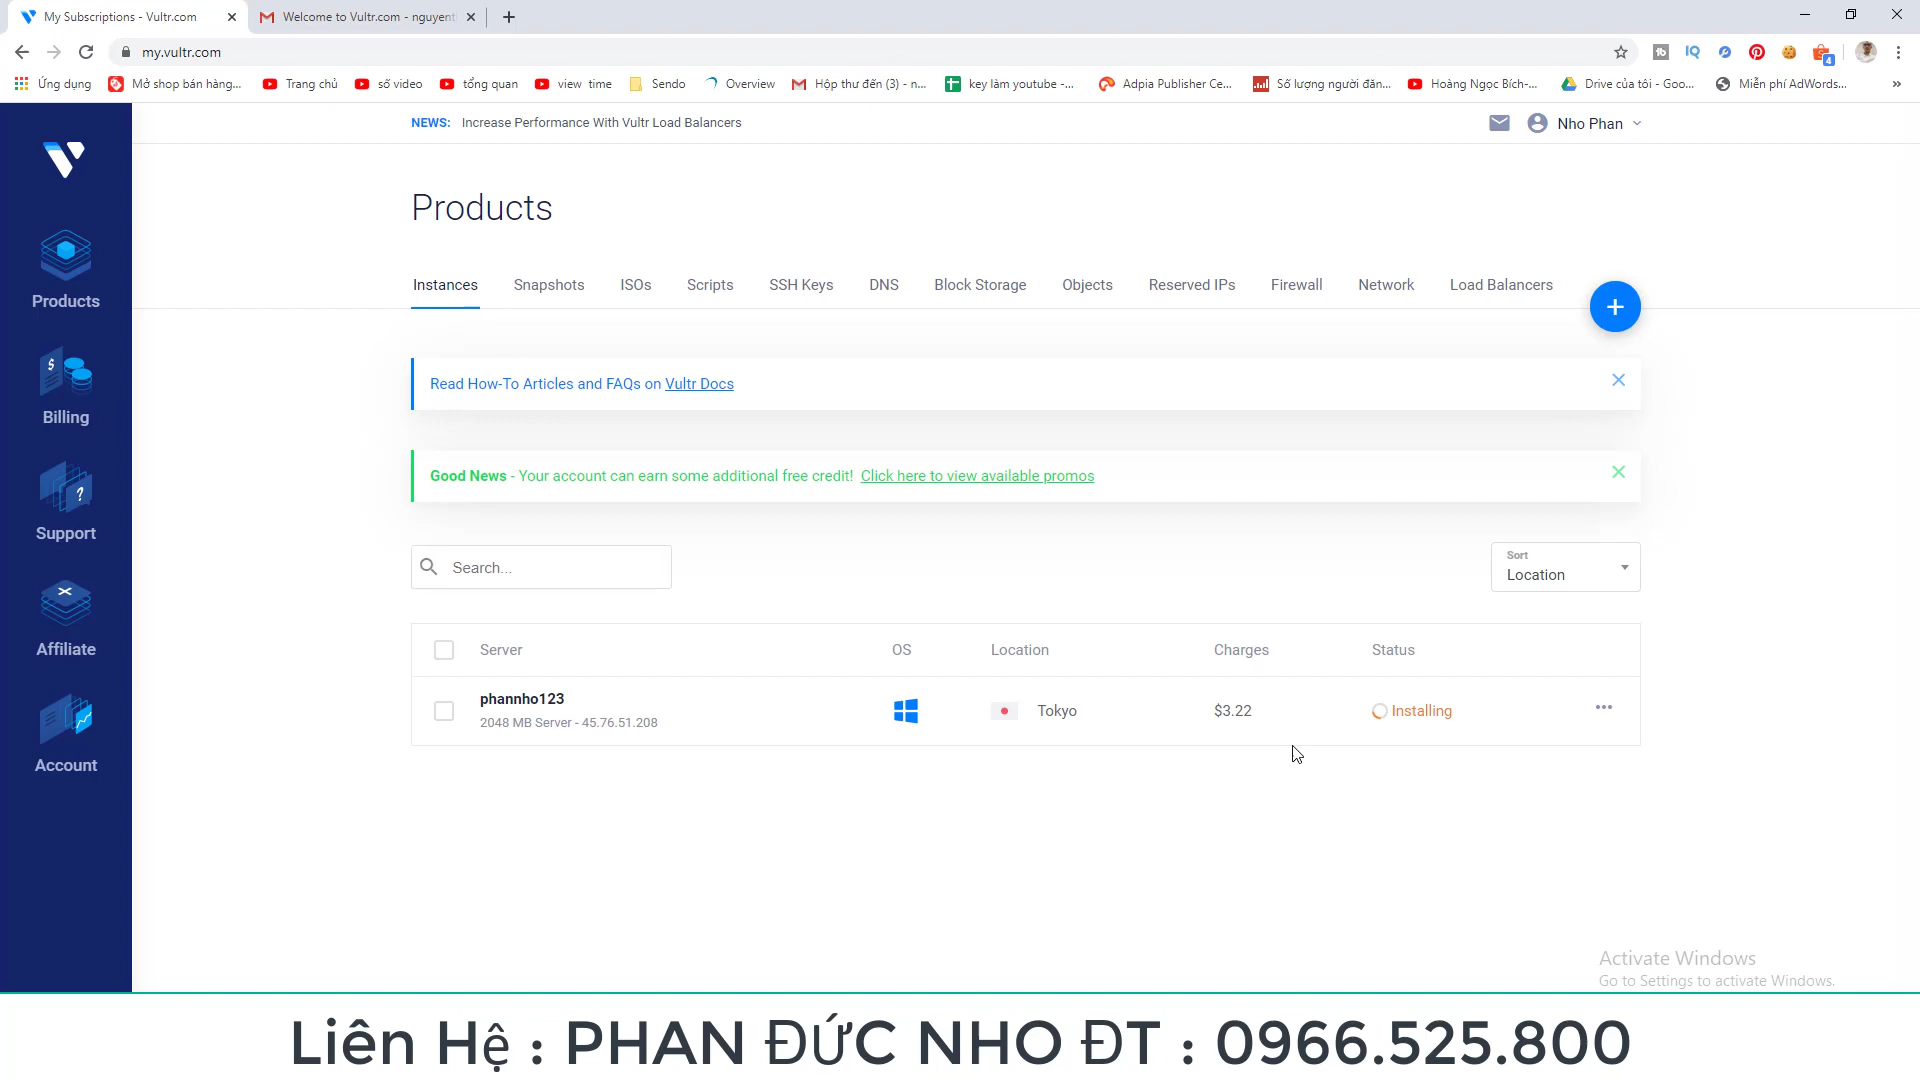 My Subscriptions - Vultr.com
Welcome to Vultr.com - nguyent
my.vultr.com
4
Ứng dụng
Mở shop bán hàng...
Trang chủ
số video
tổng quan
view time
Sendo
Overview
Hộp thư đến (3) - n...
key làm youtube -...
Adpia Publisher Ce...
Số lượng người đăn...
Hoàng Ngọc Bích-...
Drive của tôi - Goo...
Miễn phí AdWords...
»
NEWS: Increase Performance With Vultr Load Balancers
Nho Phan
Products
Instances
Snapshots
ISOs
Scripts
SSH Keys
DNS
Block Storage
Objects
Reserved IPs
Firewall
Network
Load Balancers
Products
Billing
Support
Affiliate
Account
Read How-To Articles and FAQs on Vultr Docs
Good News - Your account can earn some additional free credit! Click here to view available promos
Search...
Sort
Location
Server OS Location Charges Status
phannho123
2048 MB Server - 45.76.51.208
Tokyo
$3.22
Installing
Activate Windows
Go to Settings to activate Windows.
Liên Hệ : PHAN ĐỨC NHO ĐT : 0966.525.800